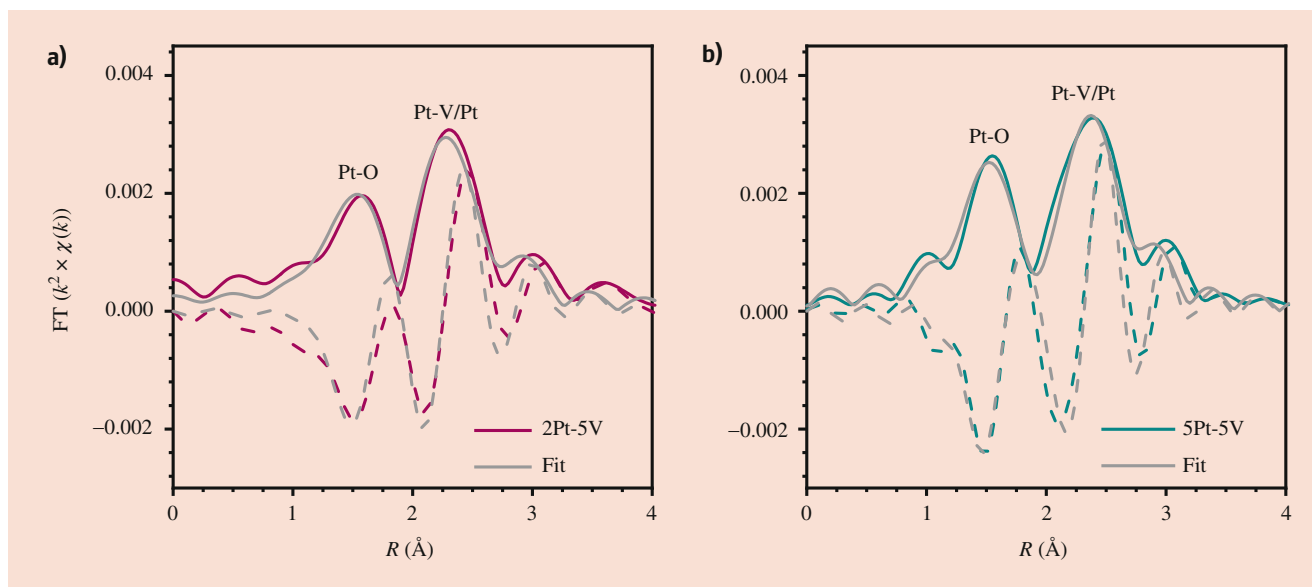 a)
FT (k² × χ(k))
0.004
0.002
0.000
−0.002
Pt-O
Pt-V/Pt
2Pt-5V
Fit
0 1 2 3 4
R (Å)
b)
0.004
0.002
0.000
−0.002
Pt-O
Pt-V/Pt
5Pt-5V
Fit
0 1 2 3 4
R (Å)